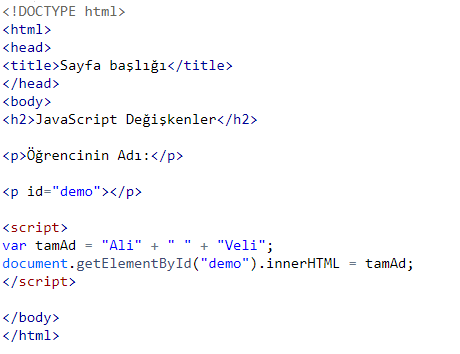 <!DOCTYPE html>
<html>
<head>
<title>Sayfa başlığı</title>
</head>
<body>
<h2>JavaScript Değişkenler</h2>
<p>Öğrencinin Adı:</p>
<p id="demo"></p>
<script>
var tamAd = "Ali" + " " + "Veli";
document.getElementById("demo").innerHTML = tamAd;
</script>
</body>
</html>